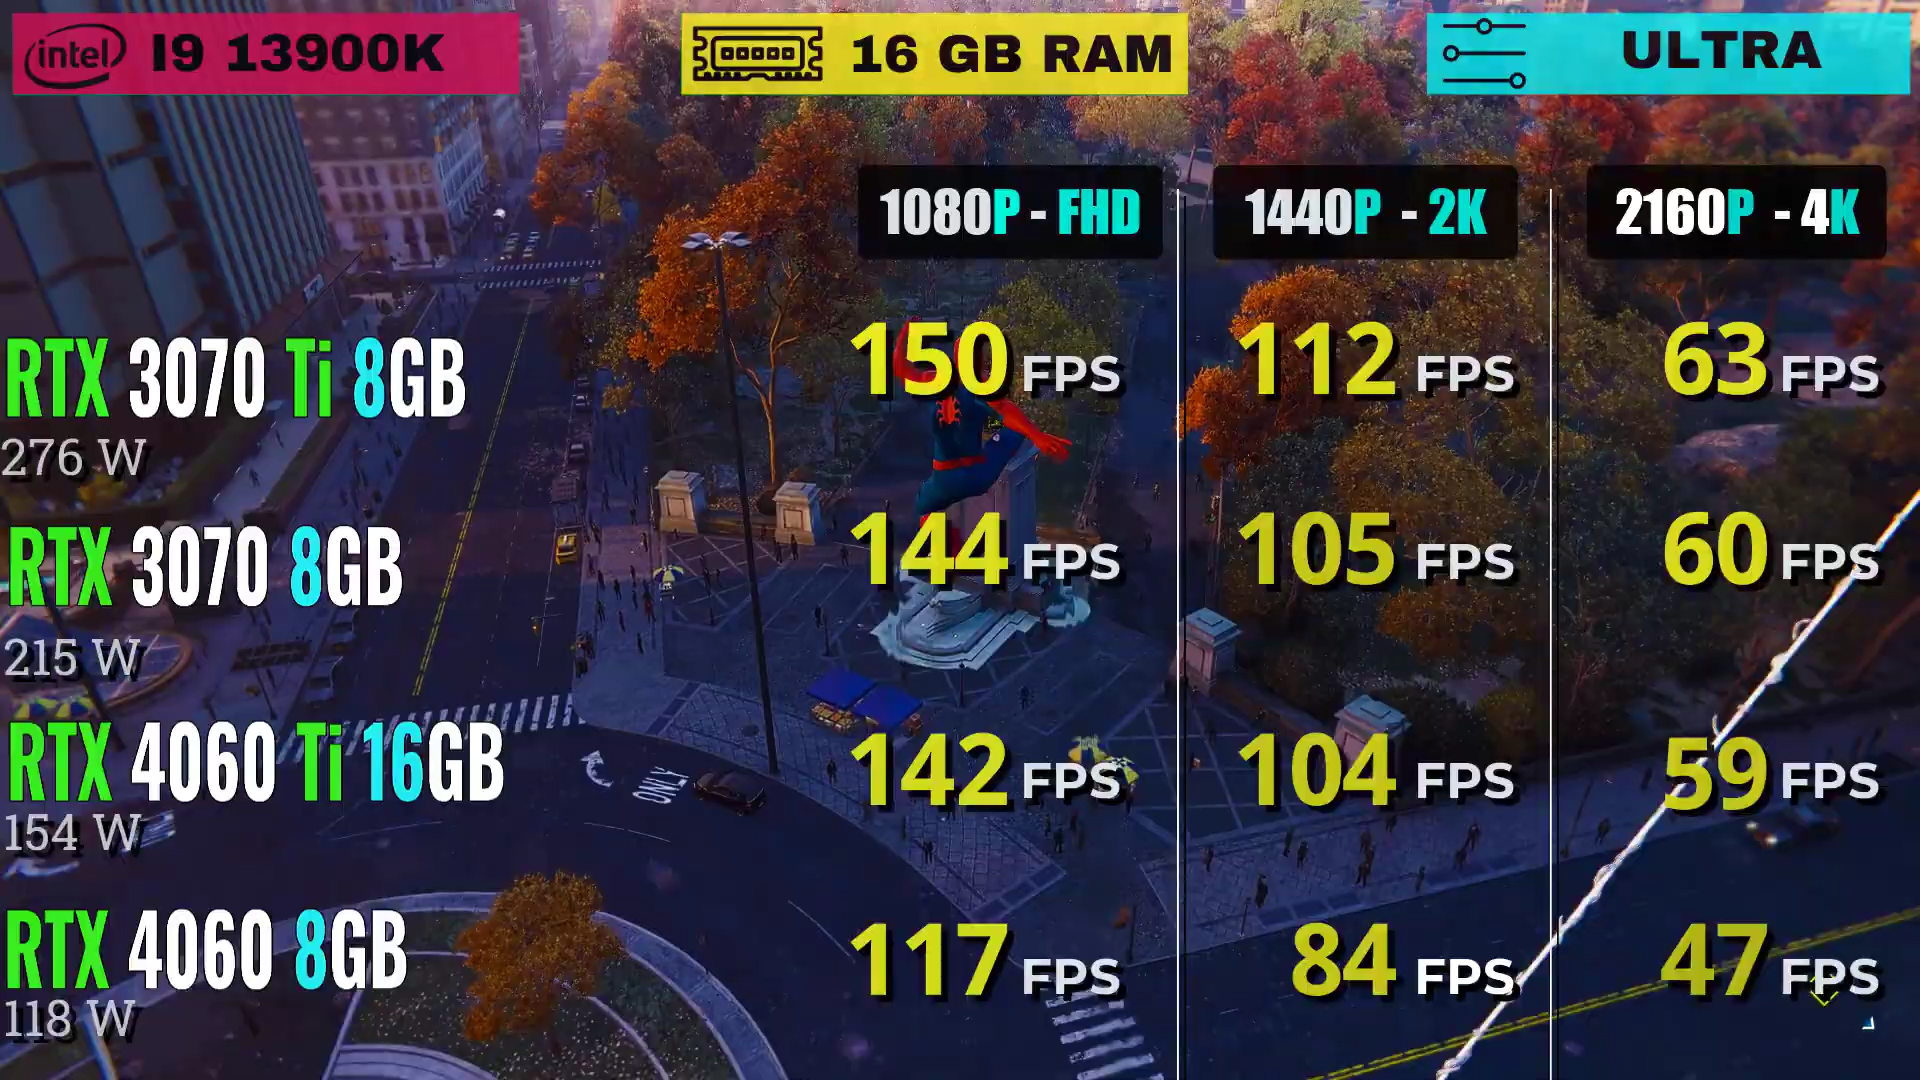 intel I9 13900K
16 GB RAM
ULTRA
1080P - FHD
1440P - 2K
2160P - 4K
RTX 3070 Ti 8GB
276 W
150 FPS
112 FPS
63 FPS
RTX 3070 8GB
215 W
144 FPS
105 FPS
60 FPS
RTX 4060 Ti 16GB
154 W
142 FPS
104 FPS
59 FPS
RTX 4060 8GB
118 W
117 FPS
84 FPS
47 FPS
ONLY